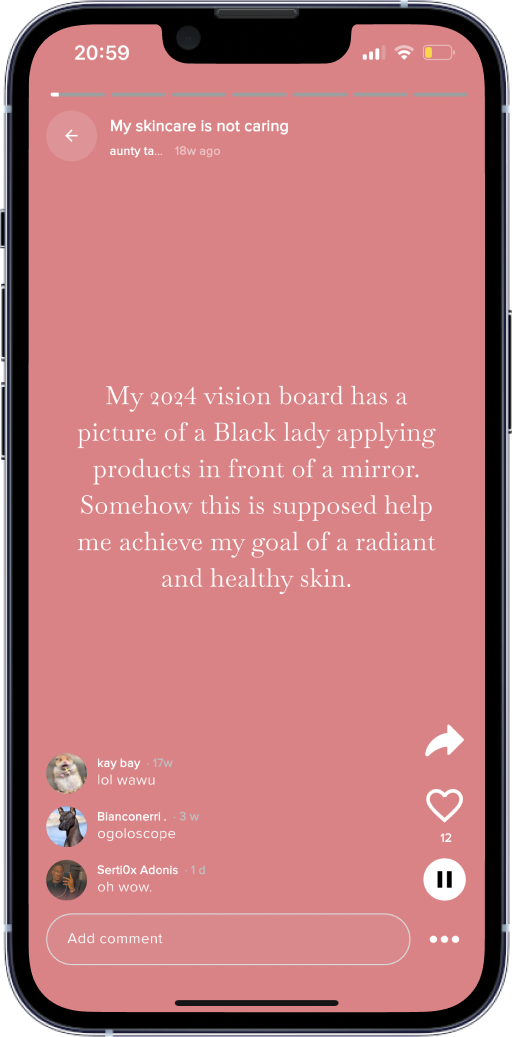 20:59
My skincare is not caring
aunty ta...
18w ago
My 2024 vision board has a
picture of a Black lady applying
products in front of a mirror.
Somehow this is supposed help
me achieve my goal of a radiant
and healthy skin.
kay bay · 17w
lol wawu
Blanconerrl . · 3 w
ogoloscope
Serti0x Adonis · 1 d
oh wow.
12
Add comment